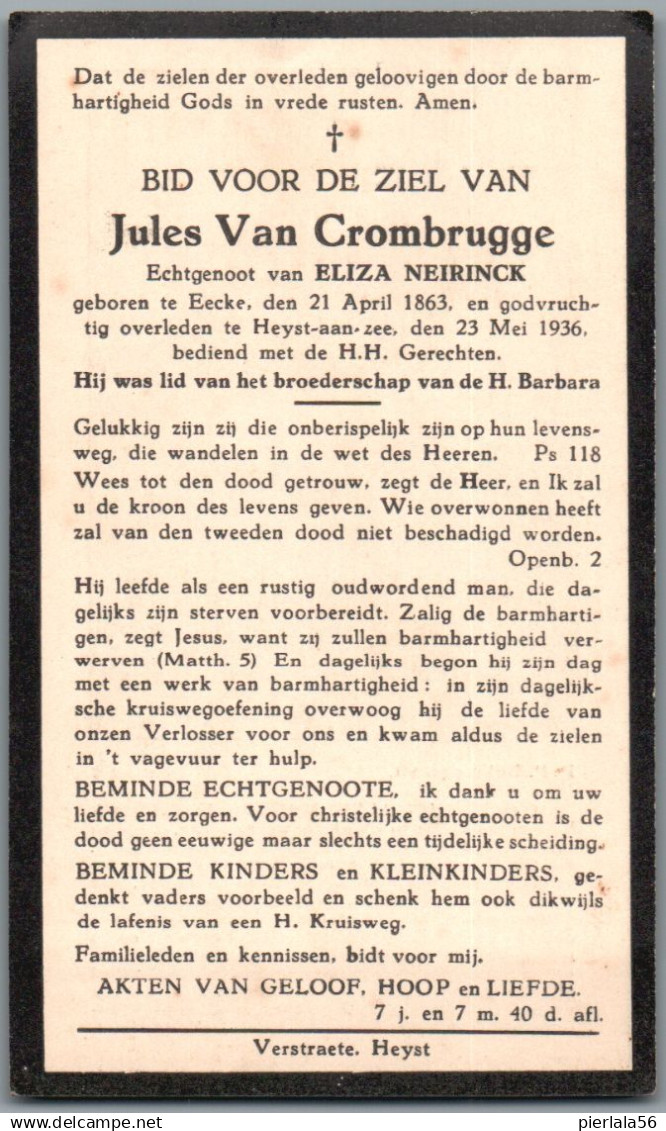 Dat de zielen der overleden geloovigen door de barm-
hartigheid Gods in vrede rusten. Amen.
†
BID VOOR DE ZIEL VAN
Jules Van Crombrugge
Echtgenoot van ELIZA NEIRINCK
geboren te Eecke, den 21 April 1863, en godvruch-
tig overleden te Heyst-aan-zee, den 23 Mei 1936,
bediend met de H.H. Gerechten.
Hij was lid van het broederschap van de H. Barbara
Gelukkig zijn zij die onberispelijk zijn op hun levens-
weg, die wandelen in de wet des Heeren. Ps 118
Wees tot den dood getrouw, zegt de Heer, en Ik zal
u de kroon des levens geven. Wie overwonnen heeft
zal van den tweeden dood niet beschadigd worden.
Openb. 2
Hij leefde als een rustig oudwordend man, die da-
gelijks zijn sterven voorbereidt. Zalig de barmharti-
gen, zegt Jesus, want zij zullen barmhartigheid ver-
werven (Matth. 5) En dagelijks begon hij zijn dag
met een werk van barmhartigheid : in zijn dagelijk-
sche kruiswegoefening overwoog hij de liefde van
onzen Verlosser voor ons en kwam aldus de zielen
in 't vagevuur ter hulp.
BEMINDE ECHTGENOOTE, ik dank u om uw
liefde en zorgen. Voor christelijke echtgenooten is de
dood geen eeuwige maar slechts een tijdelijke scheiding.
BEMINDE KINDERS en KLEINKINDERS, ge-
denkt vaders voorbeeld en schenk hem ook dikwijls
de lafenis van een H. Kruisweg.
Familieleden en kennissen, bidt voor mij.
AKTEN VAN GELOOF, HOOP en LIEFDE.
7 j. en 7 m. 40 d. afl.
Verstraete. Heyst
www.delcampe.net
pierlala56